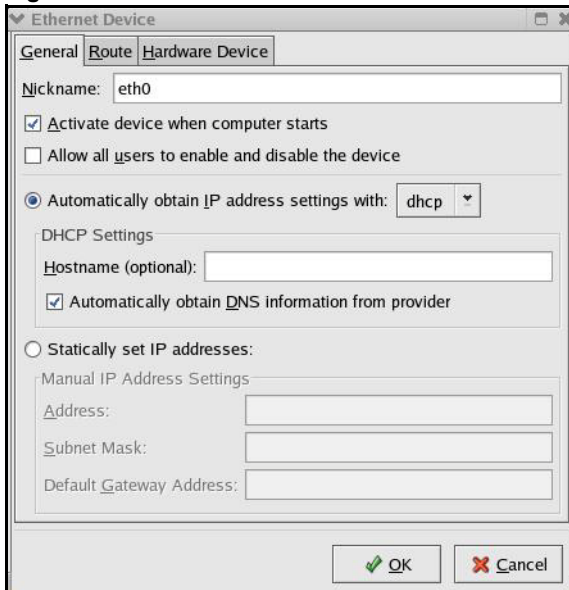 Ethernet Device
General Route Hardware Device
Nickname: eth0
Activate device when computer starts
Allow all users to enable and disable the device
Automatically obtain IP address settings with: dhcp
DHCP Settings
Hostname (optional):
Automatically obtain DNS information from provider
Statically set IP addresses:
Manual IP Address Settings
Address:
Subnet Mask:
Default Gateway Address:
OK Cancel